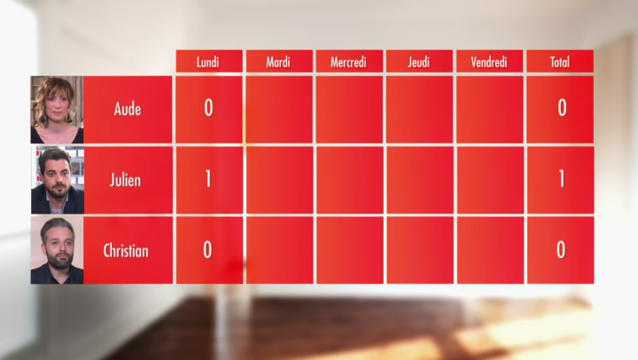 Lundi Mardi Mercredi Jeudi Vendredi Total
Aude 0 0
Julien 1 1
Christian 0 0